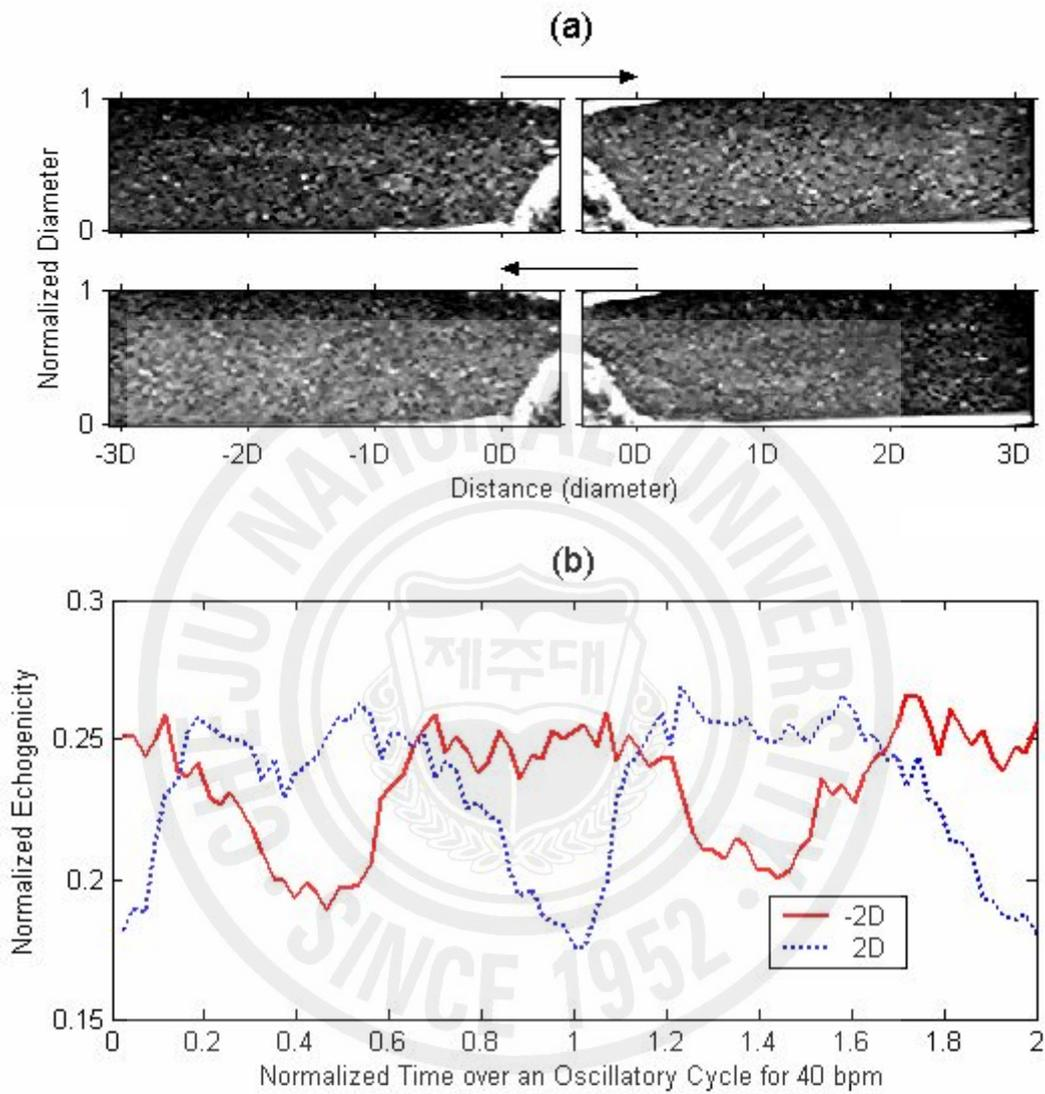 (a)
1
0
1
0
Normalized Diameter
-3D -2D -1D 0D 0D 1D 2D 3D
Distance (diameter)
(b)
0.3
0.25
0.2
0.15
Normalized Echogenicity
-2D
2D
0 0.2 0.4 0.6 0.8 1 1.2 1.4 1.6 1.8 2
Normalized Time over an Oscillatory Cycle for 40 bpm
JEJU NATIONAL UNIVERSITY
제주대
SINCE 1952